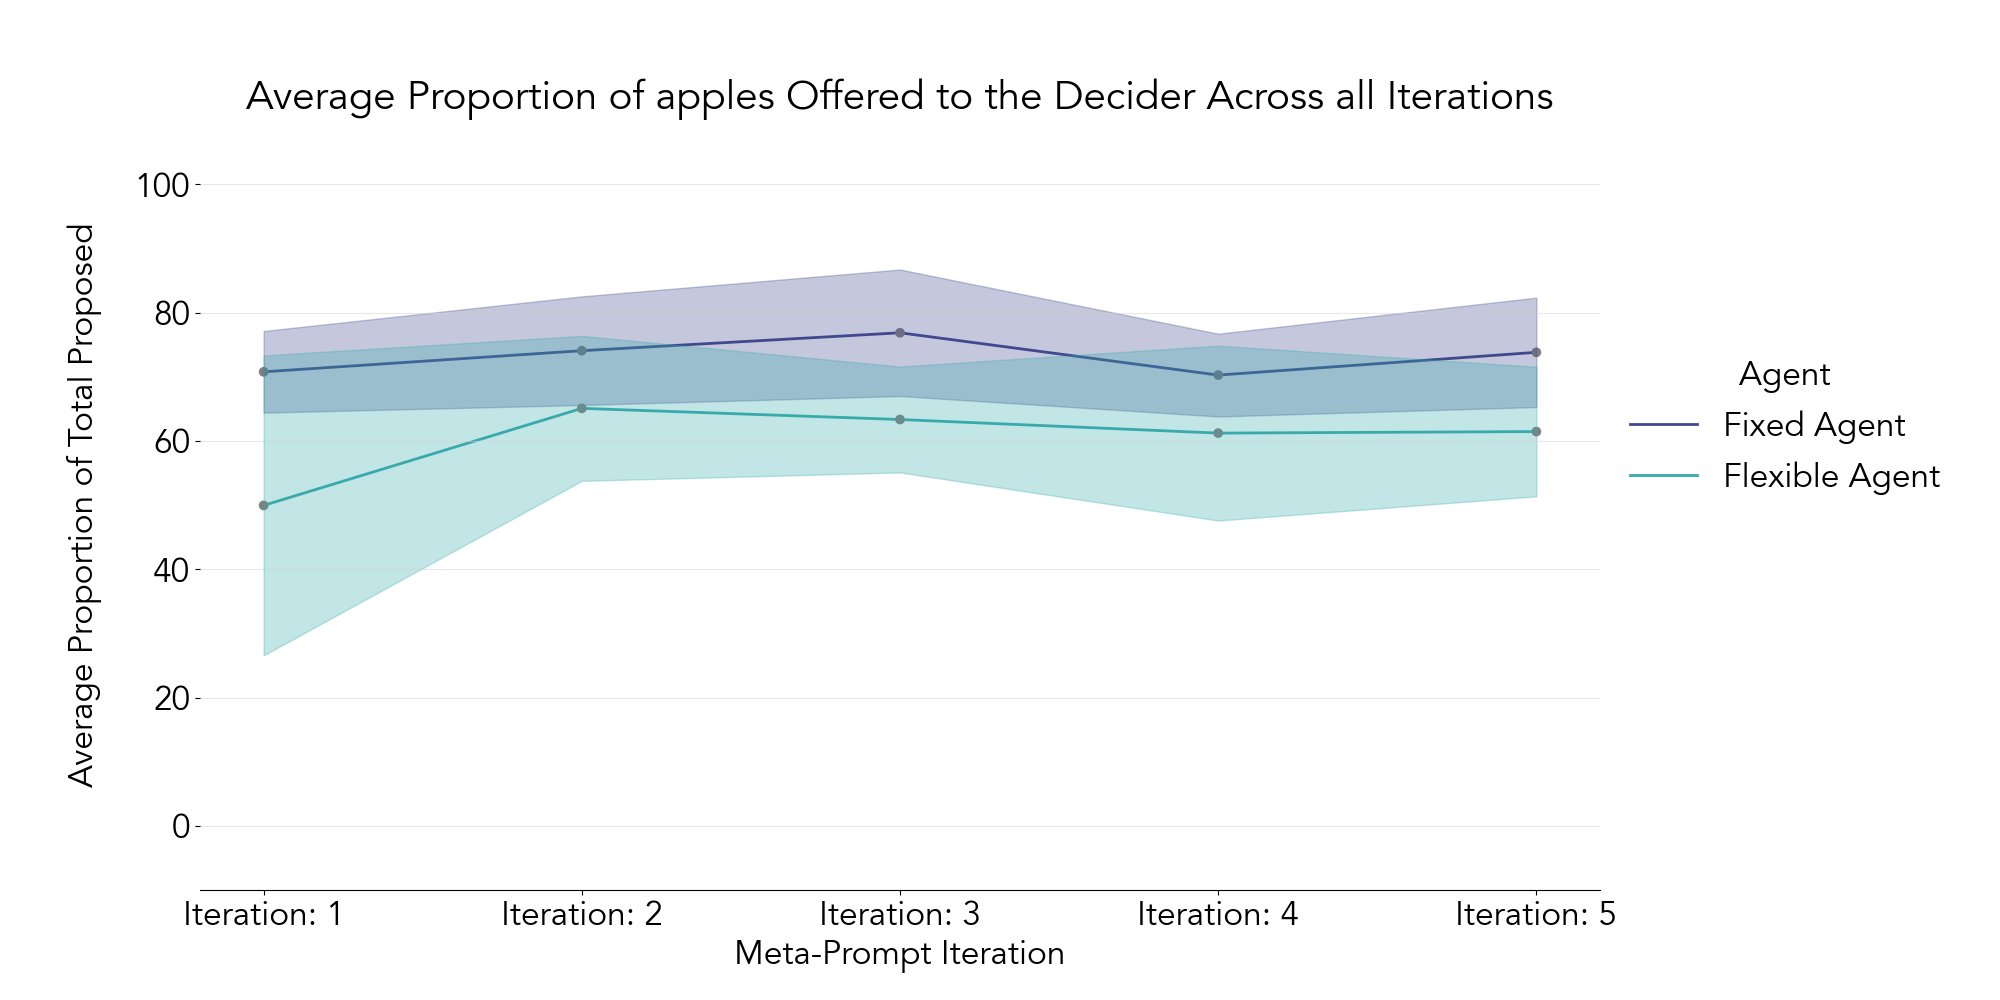 Average Proportion of apples Offered to the Decider Across all Iterations
Average Proportion of Total Proposed
100
80
60
40
20
0
Iteration: 1
Iteration: 2
Iteration: 3
Iteration: 4
Iteration: 5
Meta-Prompt Iteration
Agent
Fixed Agent
Flexible Agent